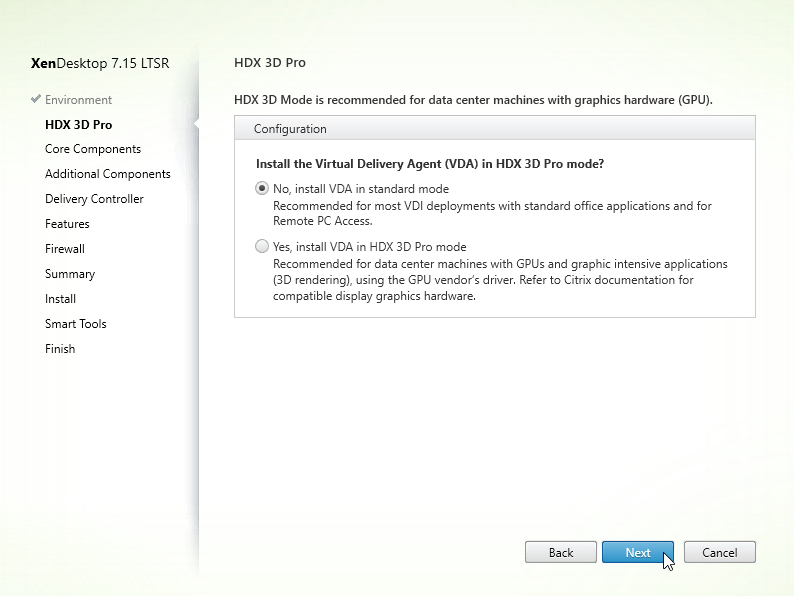 XenDesktop 7.15 LTSR
Environment
HDX 3D Pro
Core Components
Additional Components
Delivery Controller
Features
Firewall
Summary
Install
Smart Tools
Finish
HDX 3D Pro
HDX 3D Mode is recommended for data center machines with graphics hardware (GPU).
Configuration
Install the Virtual Delivery Agent (VDA) in HDX 3D Pro mode?
No, install VDA in standard mode
Recommended for most VDI deployments with standard office applications and for
Remote PC Access.
Yes, install VDA in HDX 3D Pro mode
Recommended for data center machines with GPUs and graphic intensive applications
(3D rendering), using the GPU vendor's driver. Refer to Citrix documentation for
compatible display graphics hardware.
Back
Next
Cancel